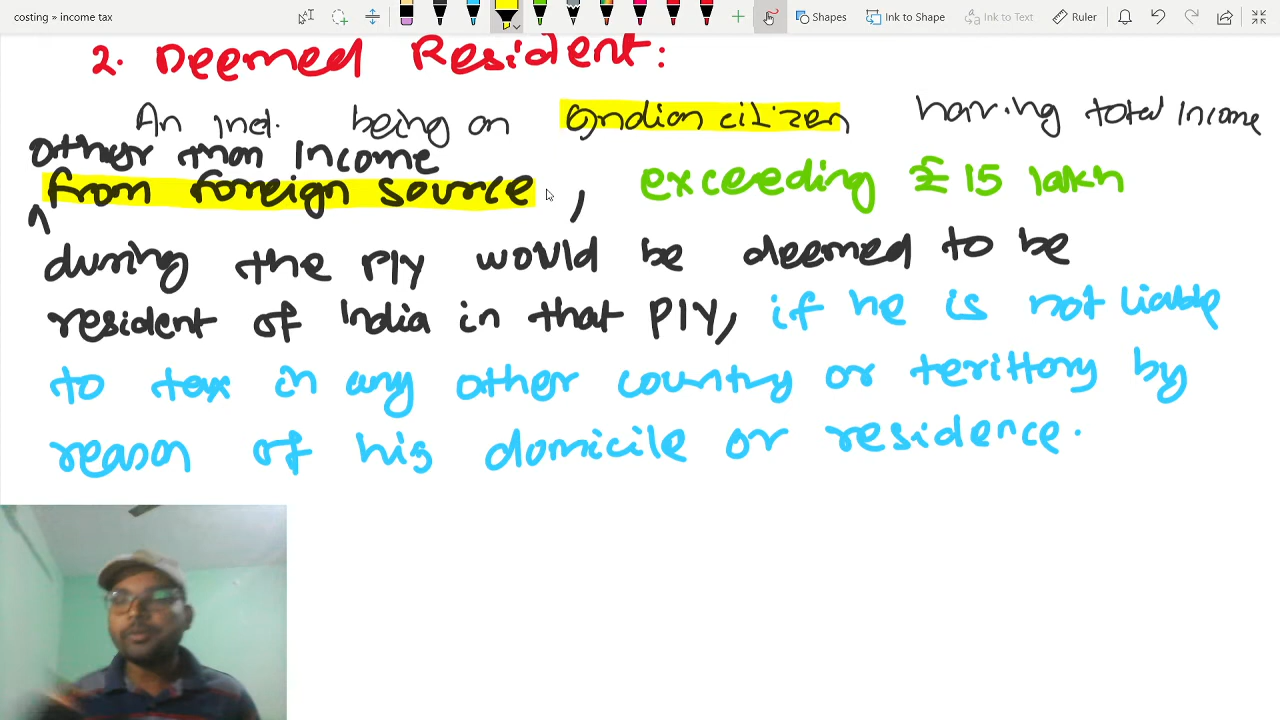 costing » income tax
Shapes
Ink to Shape
Ink to Text
Ruler
2. Deemed Resident:
An ind. being an Indian citizen having total Income
other than Income
from foreign source, exceeding ₹ 15 lakh
during the P/Y would be deemed to be
resident of India in that P/Y, if he is not liable
to tax in any other country or terittory by
reason of his domicile or residence.